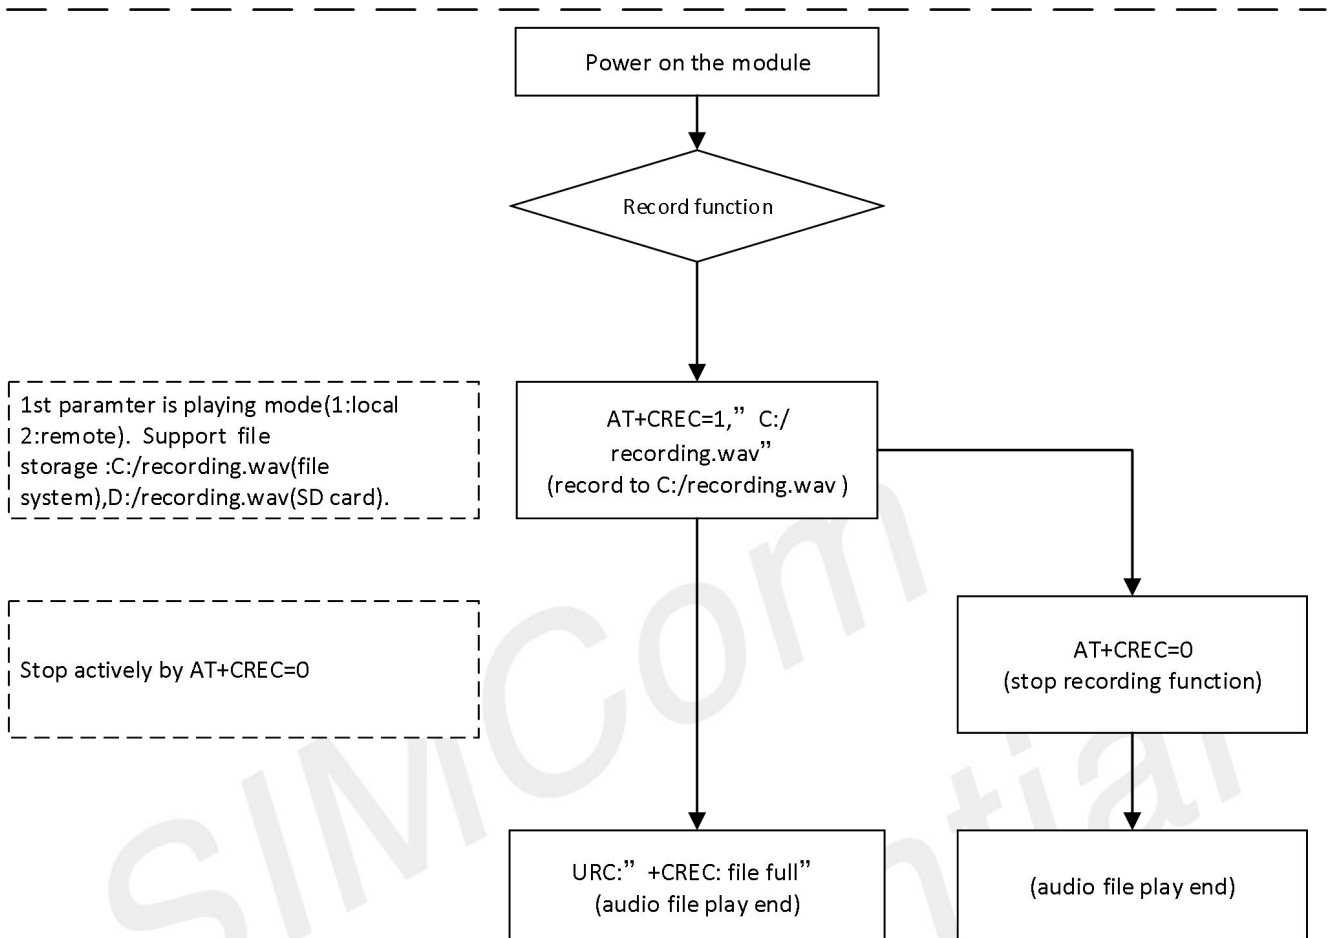 Power on the module
Record function
1st paramter is playing mode(1:local
2:remote). Support file
storage :C:/recording.wav(file
system),D:/recording.wav(SD card).
AT+CREC=1,” C:/
recording.wav”
(record to C:/recording.wav )
Stop actively by AT+CREC=0
AT+CREC=0
(stop recording function)
URC:” +CREC: file full”
(audio file play end)
(audio file play end)
SIMCom
ntial